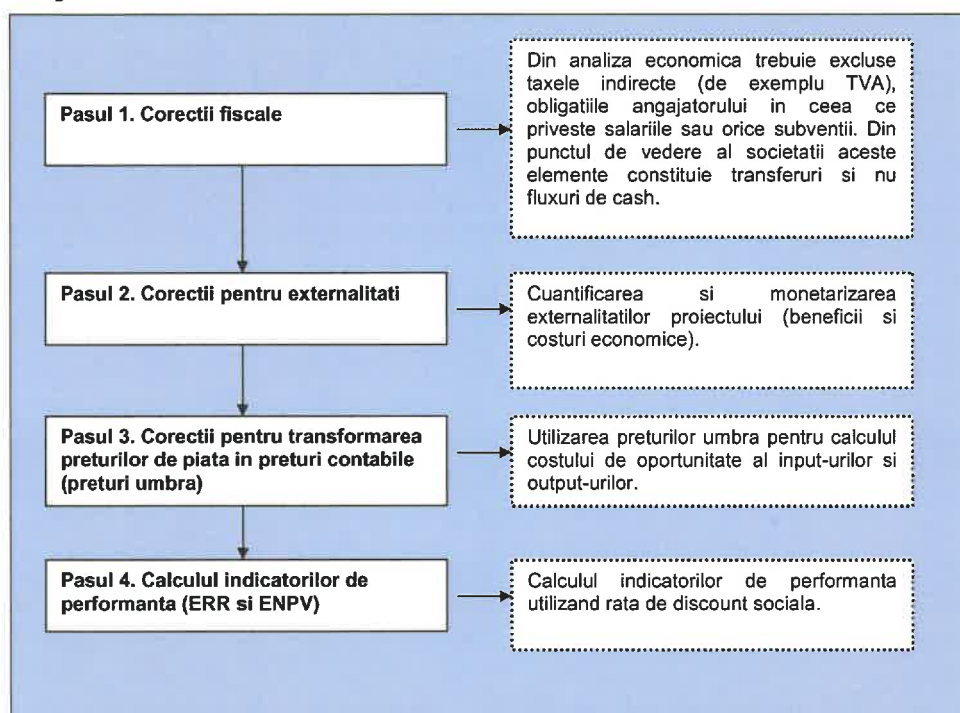 Pasul 1. Corectii fiscale
Din analiza economica trebuie excluse
taxele indirecte (de exemplu TVA),
obligatiile angajatorului in ceea ce
priveste salariile sau orice subventii. Din
punctul de vedere al societatii aceste
elemente constituie transferuri si nu
fluxuri de cash.
Pasul 2. Corectii pentru externalitati
Cuantificarea si monetarizarea
externalitatilor proiectului (beneficii si
costuri economice).
Pasul 3. Corectii pentru transformarea
preturilor de piata in preturi contabile
(preturi umbra)
Utilizarea preturilor umbra pentru calculul
costului de oportunitate al input-urilor si
output-urilor.
Pasul 4. Calculul indicatorilor de
performanta (ERR si ENPV)
Calculul indicatorilor de performanta
utilizand rata de discount sociala.